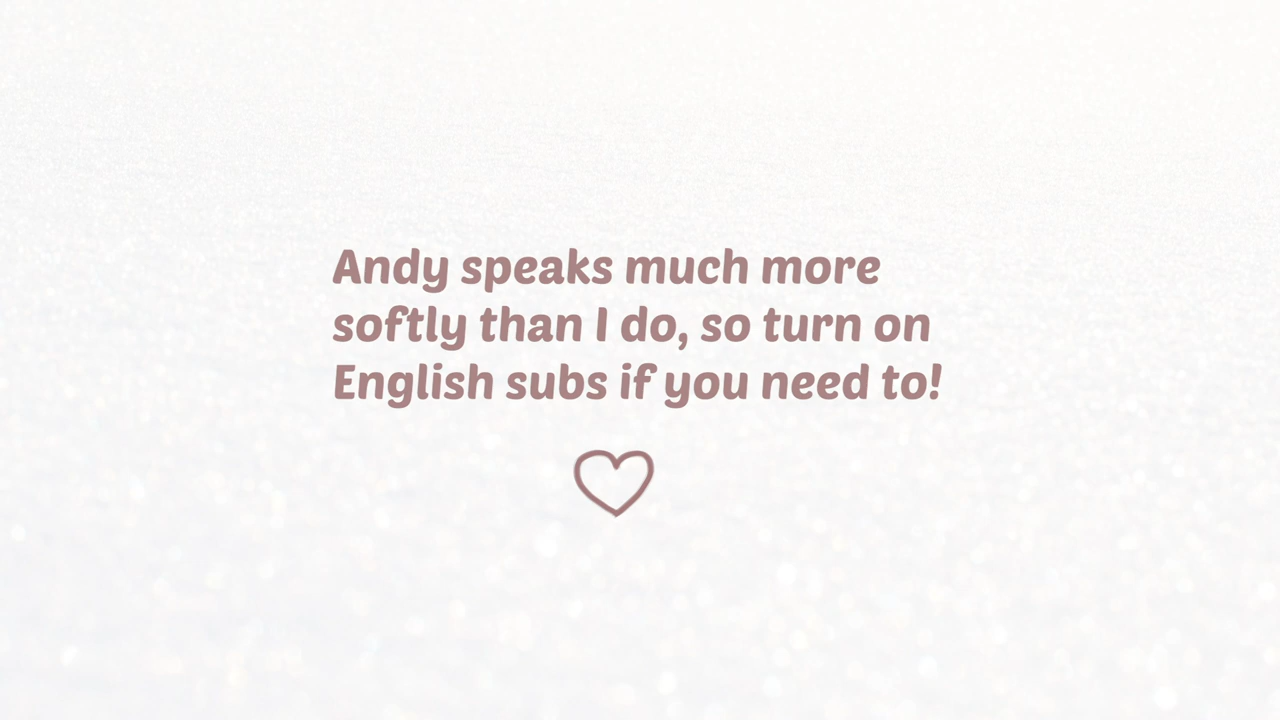 Andy speaks much more
softly than I do, so turn on
English subs if you need to!